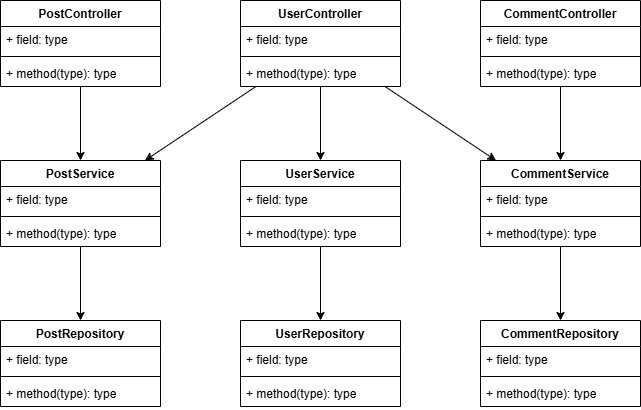 PostController
+ field: type
+ method(type): type
UserController
+ field: type
+ method(type): type
CommentController
+ field: type
+ method(type): type
PostService
+ field: type
+ method(type): type
UserService
+ field: type
+ method(type): type
CommentService
+ field: type
+ method(type): type
PostRepository
+ field: type
+ method(type): type
UserRepository
+ field: type
+ method(type): type
CommentRepository
+ field: type
+ method(type): type